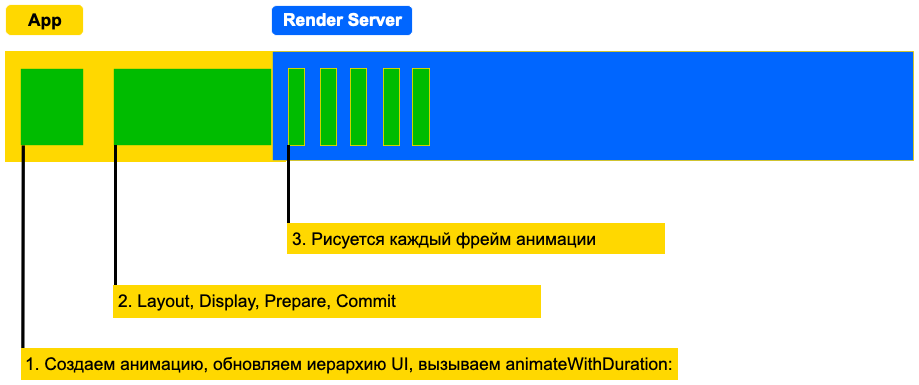 App
Render Server
3. Рисуется каждый фрейм анимации
2. Layout, Display, Prepare, Commit
1. Создаем анимацию, обновляем иерархию UI, вызываем animateWithDuration: